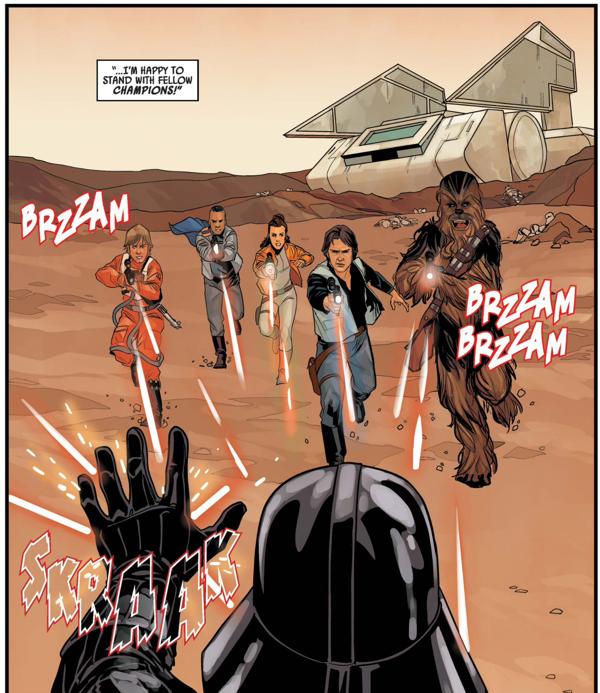 "...I'M HAPPY TO
STAND WITH FELLOW
CHAMPIONS!"
BRZZAM
BRZZAM
BRZZAM
SKRAAK